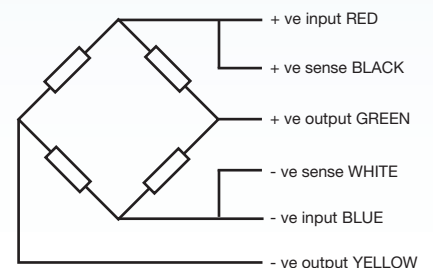 + ve input RED
+ ve sense BLACK
+ ve output GREEN
- ve sense WHITE
- ve input BLUE
- ve output YELLOW